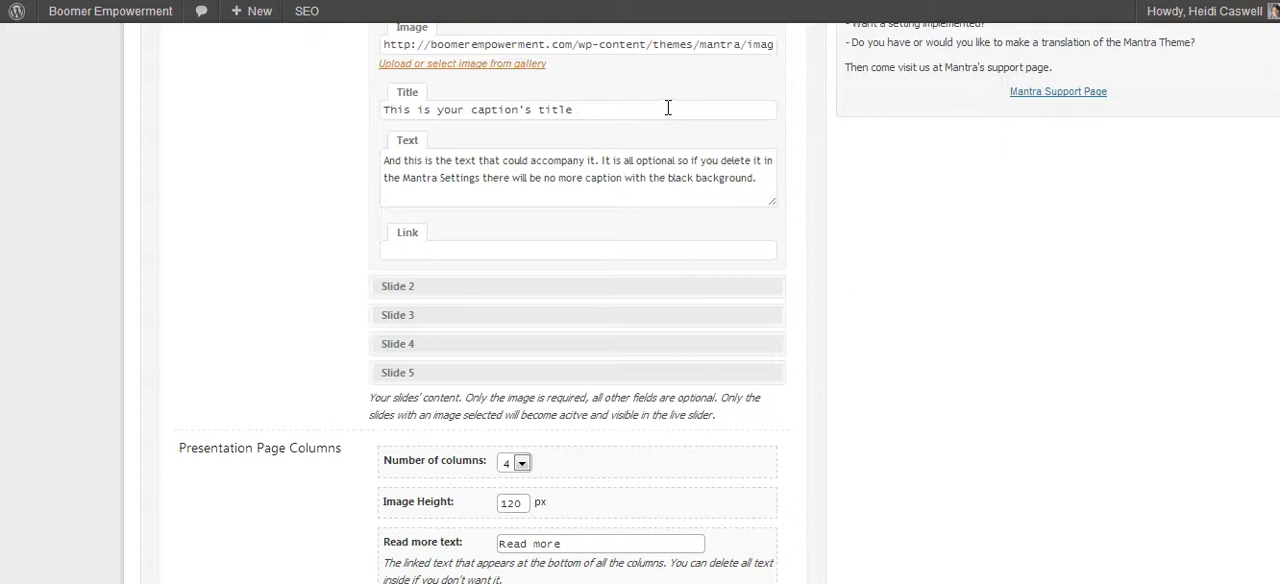 Boomer Empowerment
+ New
SEO
Howdy, Heidi Caswell
- Want a setting implemented?
- Do you have or would you like to make a translation of the Mantra Theme?
Then come visit us at Mantra's support page.
Mantra Support Page
Image
http://boomerempowerment.com/wp-content/themes/mantra/imag
Upload or select image from gallery
Title
This is your caption's title
Text
And this is the text that could accompany it. It is all optional so if you delete it in
the Mantra Settings there will be no more caption with the black background.
Link
Slide 2
Slide 3
Slide 4
Slide 5
Your slides' content. Only the image is required, all other fields are optional. Only the
slides with an image selected will become acitve and visible in the live slider.
Presentation Page Columns
Number of columns: 4
Image Height: 120 px
Read more text: Read more
The linked text that appears at the bottom of all the columns. You can delete all text
inside if you don't want it.